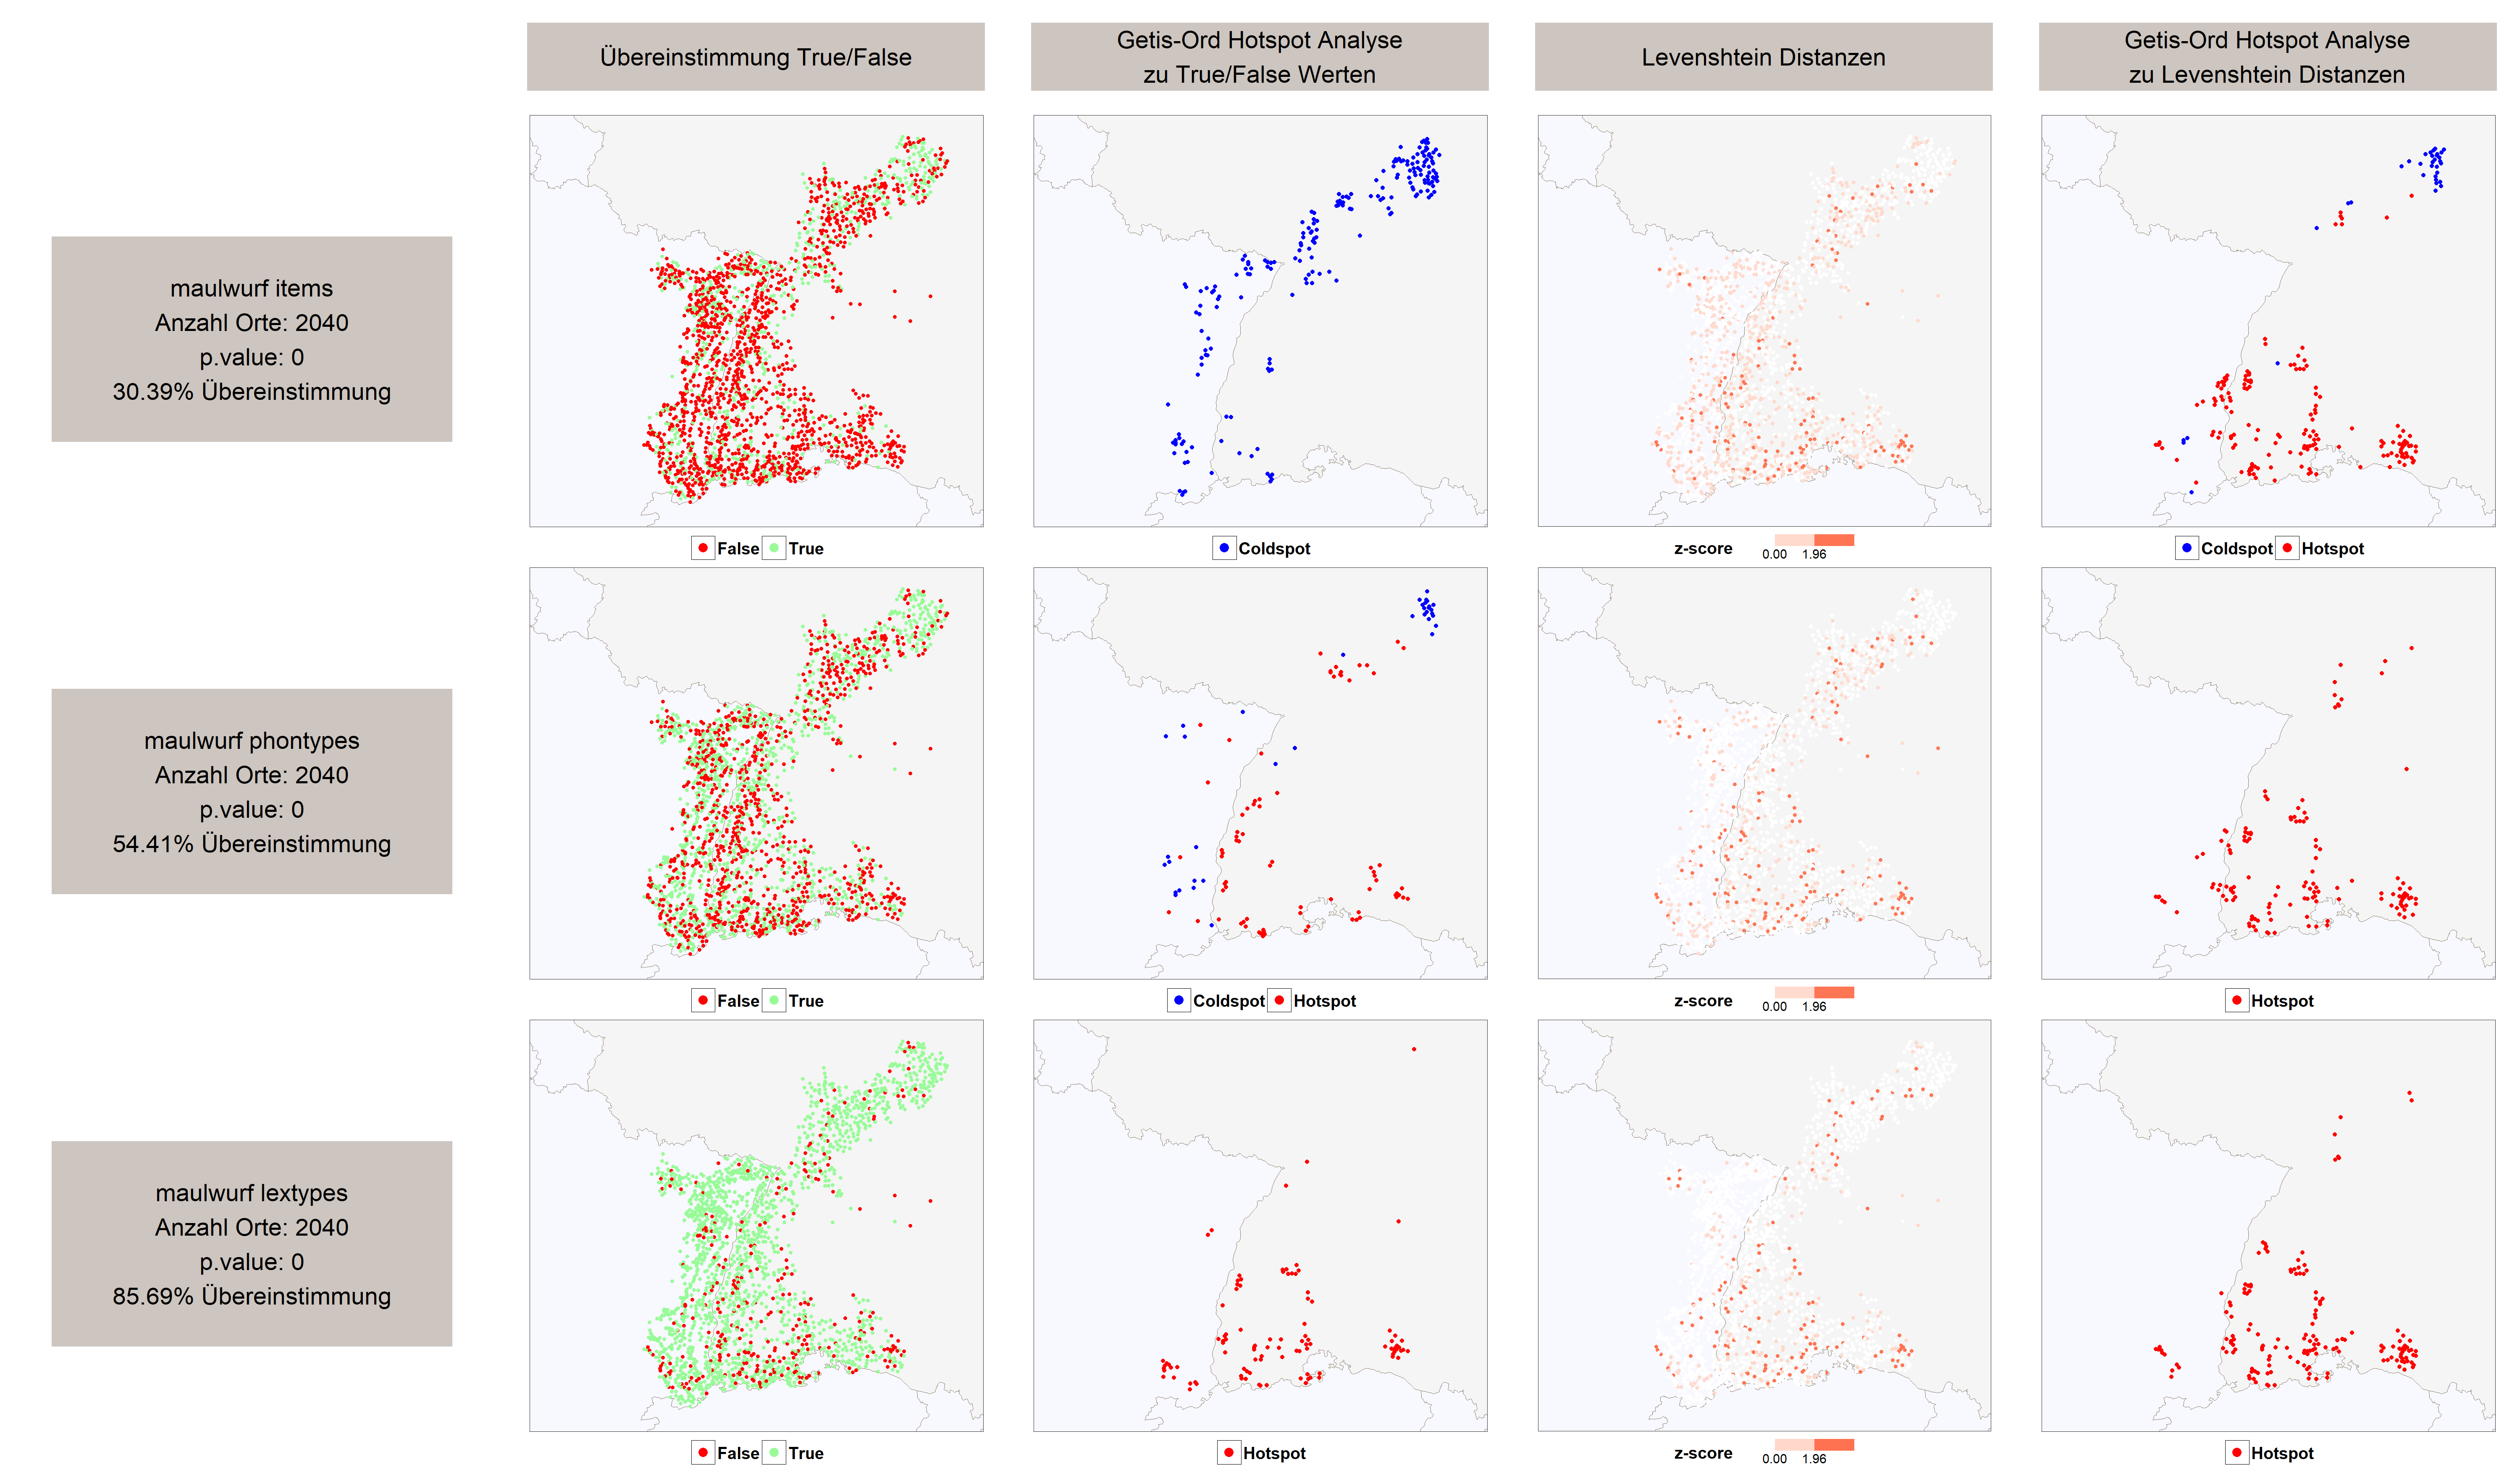 Übereinstimmung True/False
Getis-Ord Hotspot Analyse
zu True/False Werten
Levenshtein Distanzen
Getis-Ord Hotspot Analyse
zu Levenshtein Distanzen
maulwurf items
Anzahl Orte: 2040
p.value: 0
30.39% Übereinstimmung
False True
Coldspot
z-score
0.00 1.96
Coldspot Hotspot
maulwurf phontypes
Anzahl Orte: 2040
p.value: 0
54.41% Übereinstimmung
False True
Coldspot Hotspot
z-score
0.00 1.96
Hotspot
maulwurf lextypes
Anzahl Orte: 2040
p.value: 0
85.69% Übereinstimmung
False True
Hotspot
z-score
0.00 1.96
Hotspot